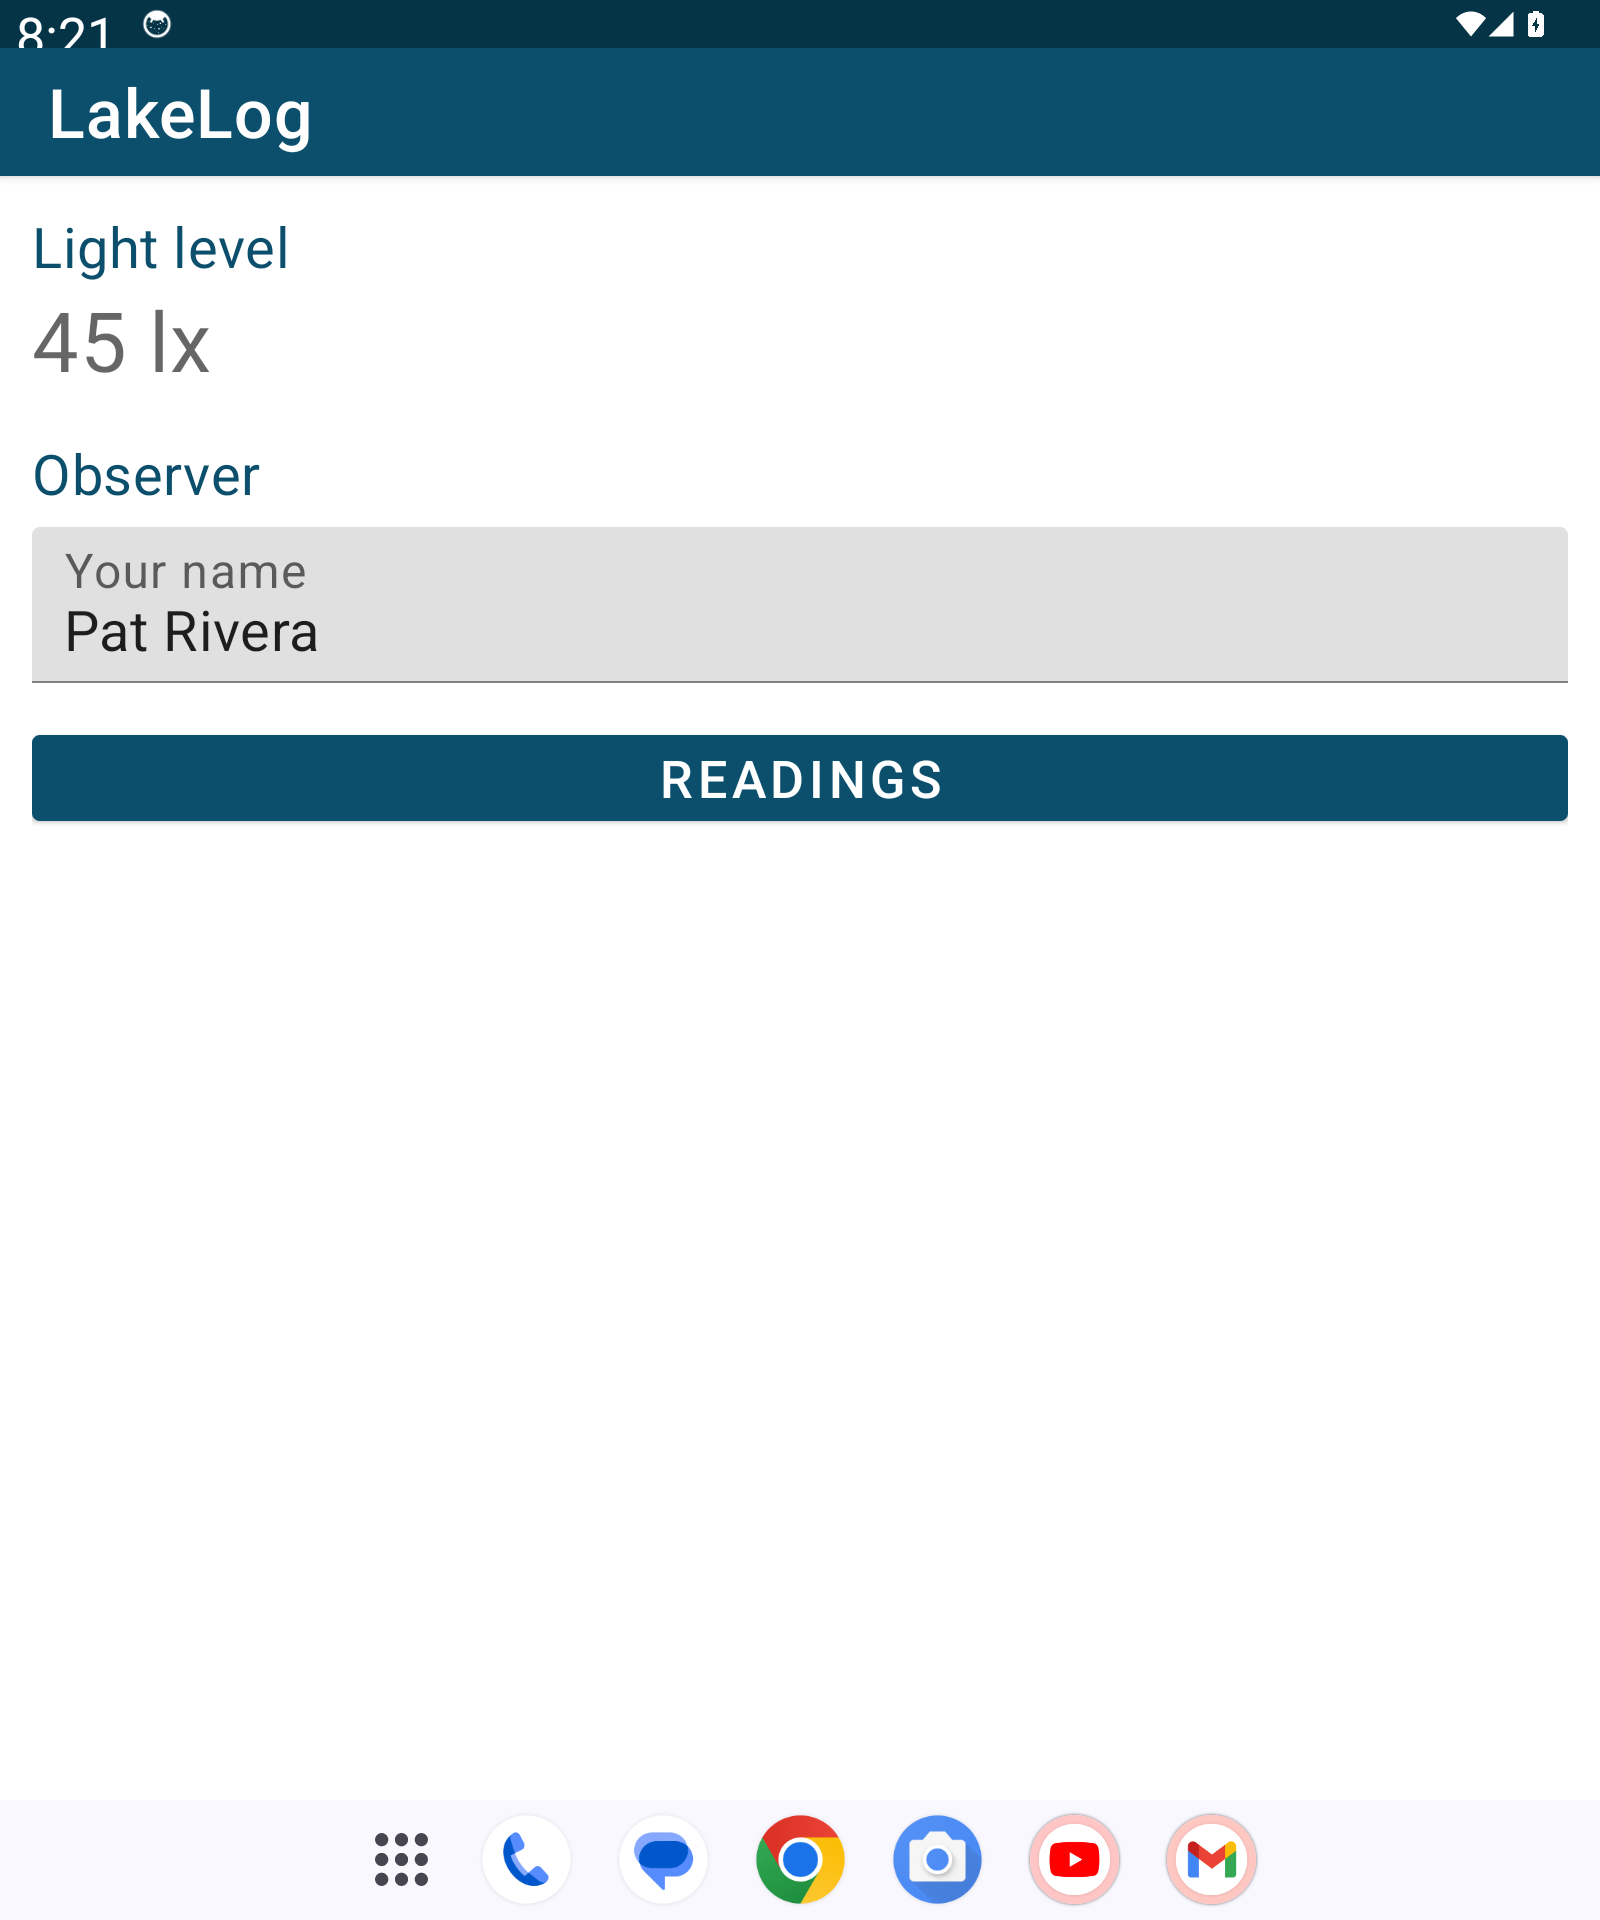 8:21
LakeLog
Light level
45 lx
Observer
Your name
Pat Rivera
READINGS